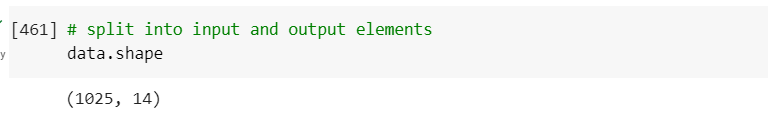 [461] # split into input and output elements
y
data.shape
(1025, 14)